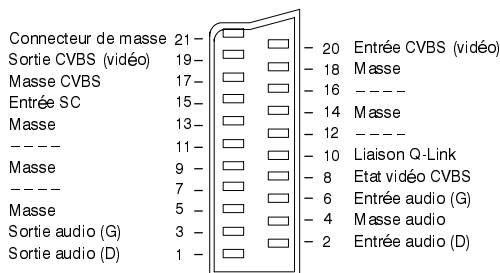 Connecteur de masse 21 –
Sortie CVBS (vidéo) 19 –
Masse CVBS 17 –
Entrée SC 15 –
Masse 13 –
– – – – 11 –
Masse 9 –
– – – – 7 –
Masse 5 –
Sortie audio (G) 3 –
Sortie audio (D) 1 –
– 20 Entrée CVBS (vidéo)
– 18 Masse
– 16 – – – –
– 14 Masse
– 12 – – – –
– 10 Liaison Q-Link
– 8 Etat vidéo CVBS
– 6 Entrée audio (G)
– 4 Masse audio
– 2 Entrée audio (D)